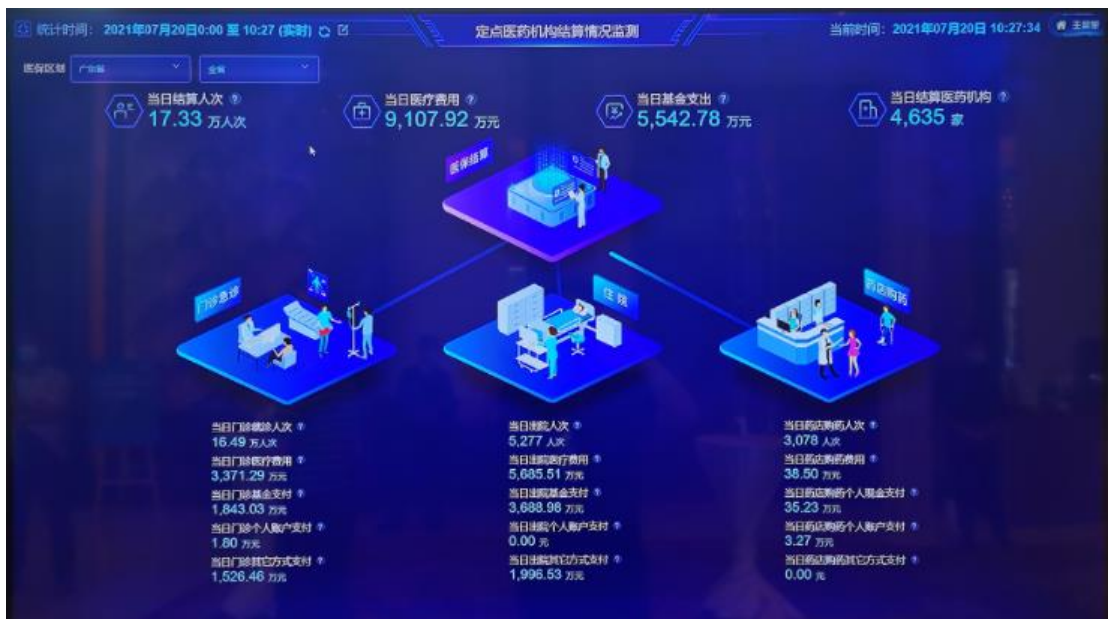 统计时间: 2021年07月20日0:00 至 10:27 (实时)
定点医药机构结算情况监测
当前时间: 2021年07月20日 10:27:34
医保区划
当日结算人次
17.33 万人次
当日医疗费用
9,107.92 万元
当日基金支出
5,542.78 万元
当日结算医药机构
4,635 家
医保结算
门诊急诊
住院
药店购药
当日门诊就诊人次
16.49 万人次
当日门诊医疗费用
3,371.29 万元
当日门诊基金支付
1,843.03 万元
当日门诊个人账户支付
1.80 万元
当日门诊其它方式支付
1,526.46 万元
当日出院人次
5,277 人次
当日出院医疗费用
5,685.51 万元
当日出院基金支付
3,688.98 万元
当日出院个人账户支付
0.00 元
当日出院其它方式支付
1,996.53 万元
当日药店购药人次
3,078 人次
当日药店购药费用
38.50 万元
当日药店购药个人现金支付
35.23 万元
当日药店购药个人账户支付
3.27 万元
当日药店购药其它方式支付
0.00 元